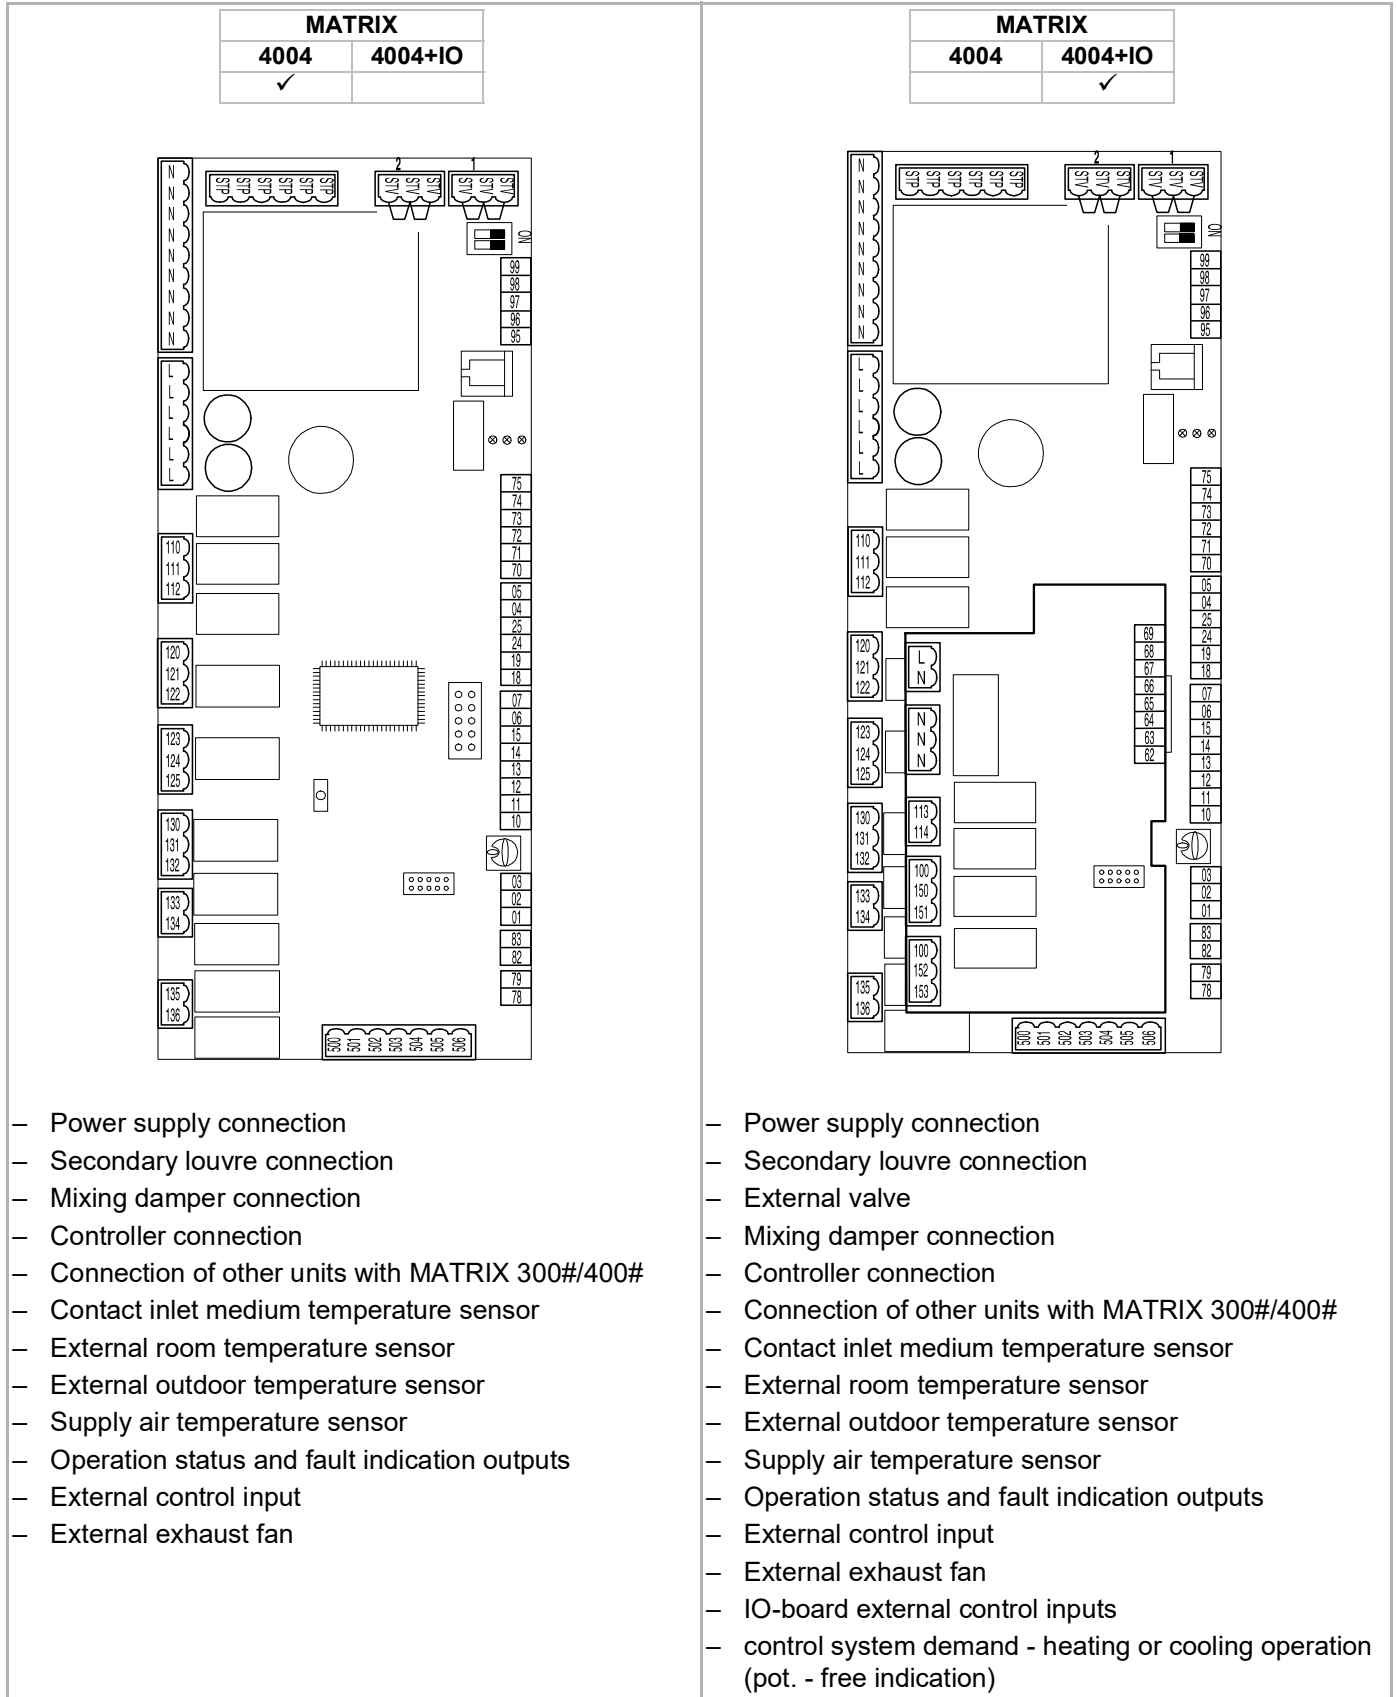 MATRIX
4004 4004+IO
✓
N
N
N
N
N
N
N
N
N
STP STP STP STP STP STP
2
STV STV STV
1
STV STV STV
ON
99
98
97
96
95
L
L
L
L
L
L
75
74
73
72
71
70
110
111
112
05
04
25
24
19
18
120
121
122
07
06
15
14
13
12
11
10
123
124
125
130
131
132
133
134
03
02
01
83
82
79
78
135
136
500 501 502 503 504 505 506
– Power supply connection
– Secondary louvre connection
– Mixing damper connection
– Controller connection
– Connection of other units with MATRIX 300#/400#
– Contact inlet medium temperature sensor
– External room temperature sensor
– External outdoor temperature sensor
– Supply air temperature sensor
– Operation status and fault indication outputs
– External control input
– External exhaust fan
MATRIX
4004 4004+IO
✓
N
N
N
N
N
N
N
N
N
STP STP STP STP STP STP
2
STV STV STV
1
STV STV STV
ON
99
98
97
96
95
L
L
L
L
L
L
75
74
73
72
71
70
110
111
112
05
04
25
24
19
18
120
121
122
L
N
69
68
67
66
65
64
63
62
07
06
15
14
13
12
11
10
123
124
125
N
N
N
130
131
132
113
114
133
134
100
150
151
03
02
01
83
82
79
78
100
152
153
135
136
500 501 502 503 504 505 506
– Power supply connection
– Secondary louvre connection
– External valve
– Mixing damper connection
– Controller connection
– Connection of other units with MATRIX 300#/400#
– Contact inlet medium temperature sensor
– External room temperature sensor
– External outdoor temperature sensor
– Supply air temperature sensor
– Operation status and fault indication outputs
– External control input
– External exhaust fan
– IO-board external control inputs
– control system demand - heating or cooling operation
(pot. - free indication)